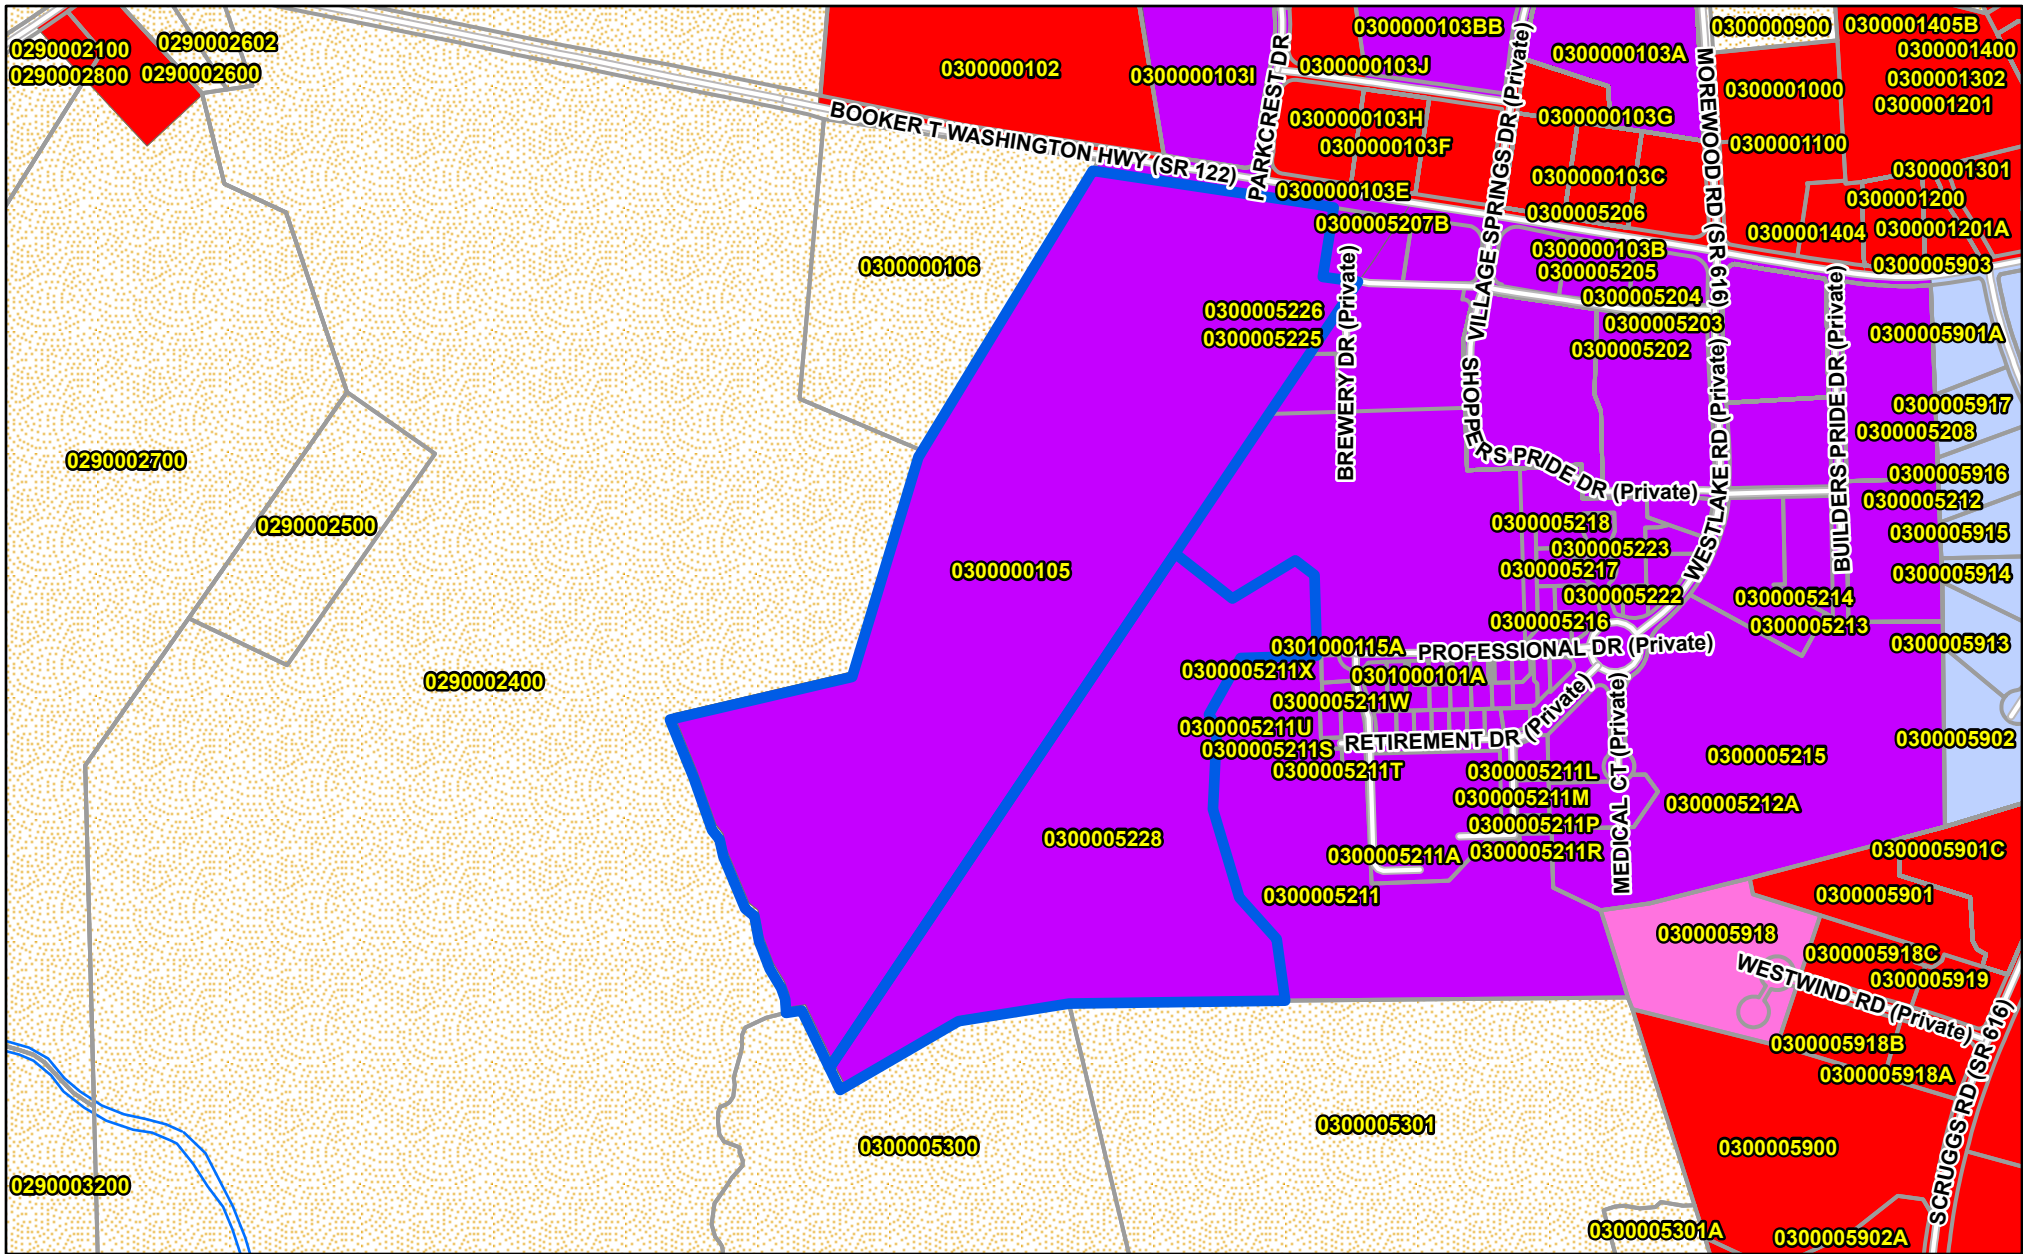 0290002100
0290002800
0290002602
0290002600
0300000102
0300000103I
PARKCREST DR
0300000103BB
0300000103J
VILLAGE SPRINGS DR (Private)
0300000103A
MOREWOOD RD (SR 616)
0300000900
0300001405B
0300001400
0300001302
0300001201
0300001000
0300001100
0300000103H
0300000103F
0300000103G
0300000103C
0300001301
0300001200
0300001201A
0300001404
0300005903
BOOKER T WASHINGTON HWY (SR 122)
0300000103E
0300005206
0300005207B
0300000103B
0300005205
0300005204
0300005203
0300005202
0300000106
0300005226
0300005225
BREWERY DR (Private)
SHOPPERS PRIDE DR (Private)
WESTLAKE RD (Private)
BUILDERS PRIDE DR (Private)
0300005901A
0300005917
0300005208
0300005916
0300005212
0300005915
0300005914
0300005913
0300005902
0290002700
0290002500
0290002400
0300000105
0300005218
0300005223
0300005217
0300005222
0300005216
0300005214
0300005213
0301000115A
PROFESSIONAL DR (Private)
0300005211X
0301000101A
0300005211W
0300005211U
0300005211S
RETIREMENT DR (Private)
0300005211T
MEDICAL CT (Private)
0300005211L
0300005211M
0300005211P
0300005211R
0300005215
0300005212A
0300005228
0300005211A
0300005211
0300005901C
0300005901
0300005918
0300005918C
0300005919
WESTWIND RD (Private)
0300005918B
0300005918A
SCRUGGS RD (SR 616)
0300005300
0300005301
0300005900
0290003200
0300005301A
0300005902A